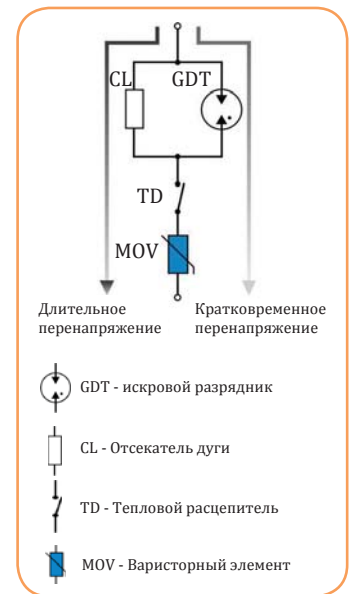 CL GDT
TD
MOV
Длительное
перенапряжение
Кратковременное
перенапряжение
GDT - искровой разрядник
CL - Отсекатель дуги
TD - Тепловой расцепитель
MOV - Варисторный элемент